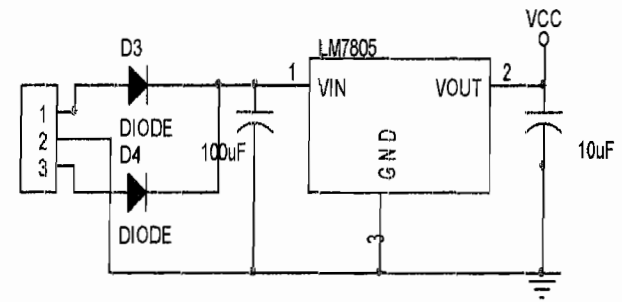 VCC
D3
LM7805
1
VIN
VOUT
2
1
2
3
DIODE
D4
100uF
GND
10uF
DIODE
3